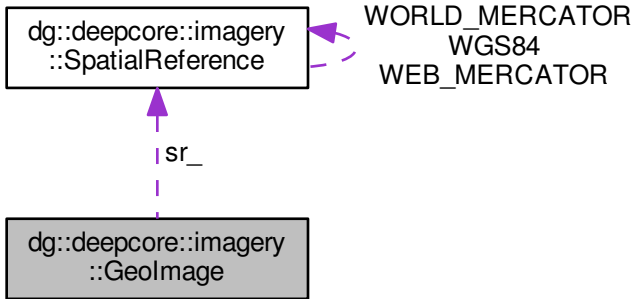 dg::deepcore::imagery
::SpatialReference
WORLD_MERCATOR
WGS84
WEB_MERCATOR
sr_
dg::deepcore::imagery
::GeoImage